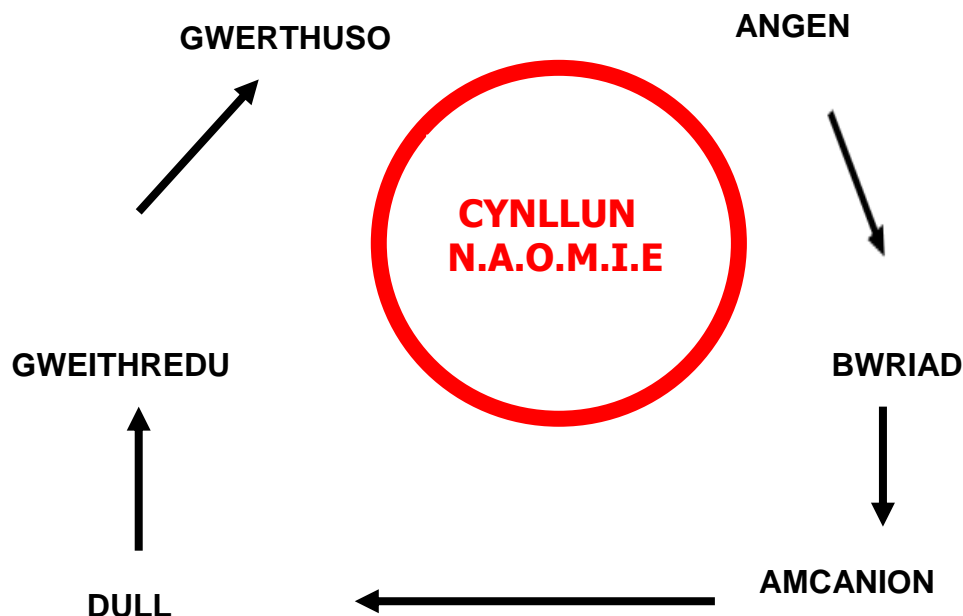 GWERTHUSO
ANGEN
CYNLLUN
N.A.O.M.I.E
GWEITHREDU
BWRIAD
AMCANION
DULL